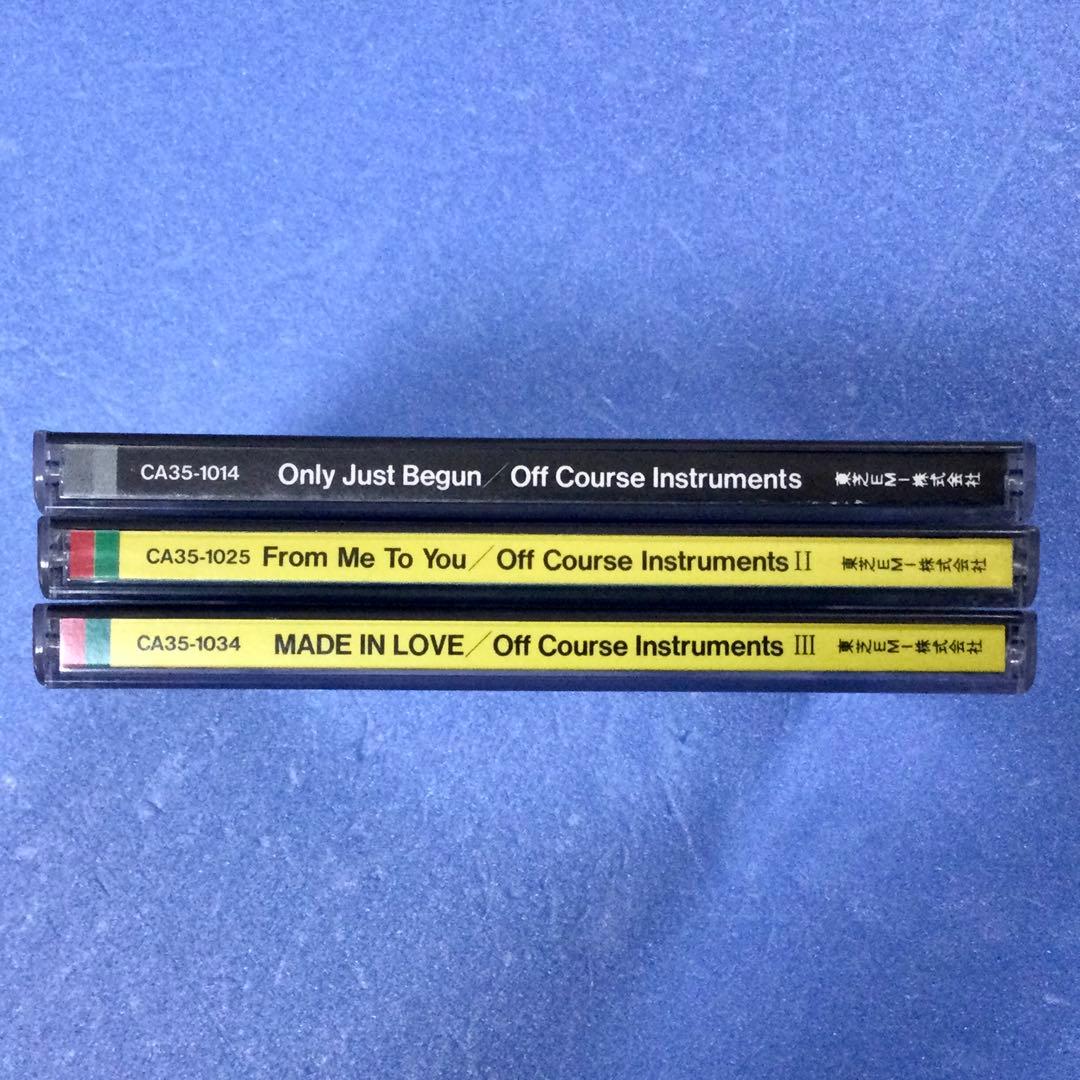 CA35-1014 Only Just Begun／Off Course Instruments 東芝EMI株式会社
CA35-1025 From Me To You／Off Course Instruments II 東芝EMI株式会社
CA35-1034 MADE IN LOVE／Off Course Instruments III 東芝EMI株式会社